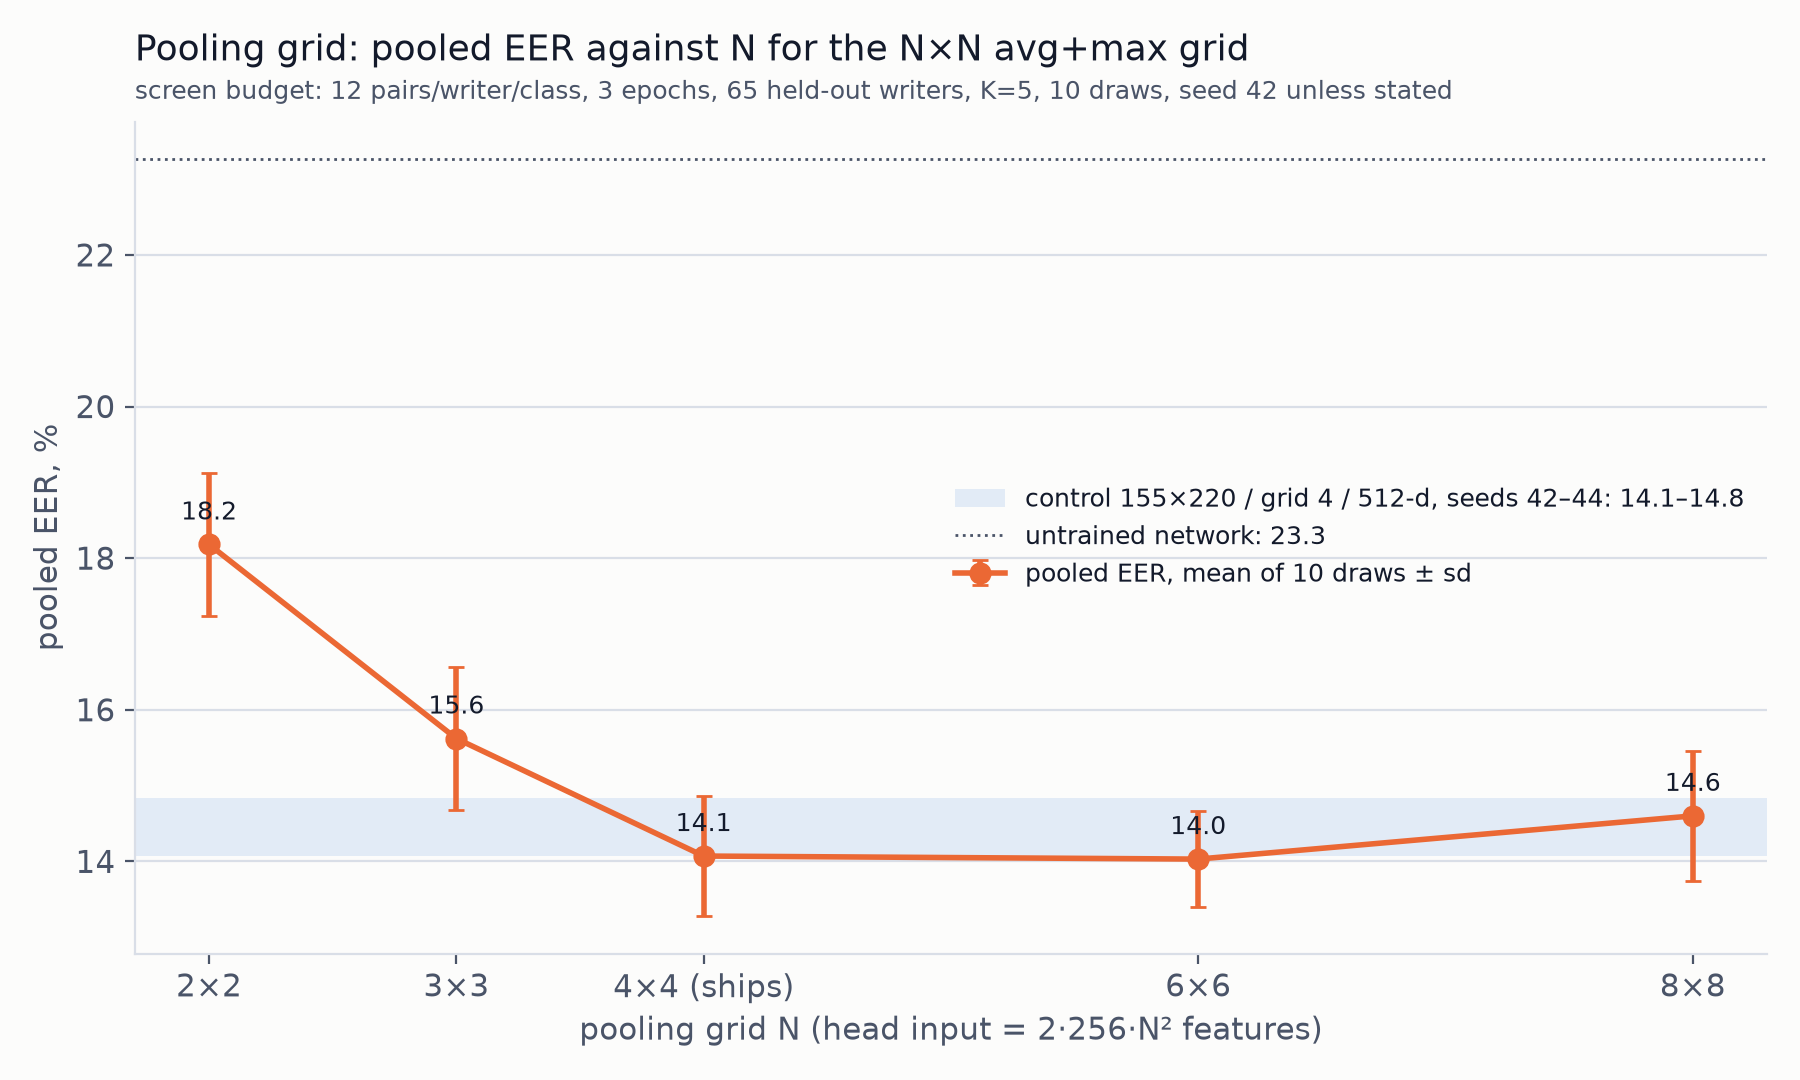 Pooling grid: pooled EER against N for the N×N avg+max grid
screen budget: 12 pairs/writer/class, 3 epochs, 65 held-out writers, K=5, 10 draws, seed 42 unless stated
pooled EER, %
22
20
18
16
14
18.2
15.6
14.1
14.0
14.6
control 155×220 / grid 4 / 512-d, seeds 42–44: 14.1–14.8
untrained network: 23.3
pooled EER, mean of 10 draws ± sd
2×2
3×3
4×4 (ships)
6×6
8×8
pooling grid N (head input = 2·256·N² features)